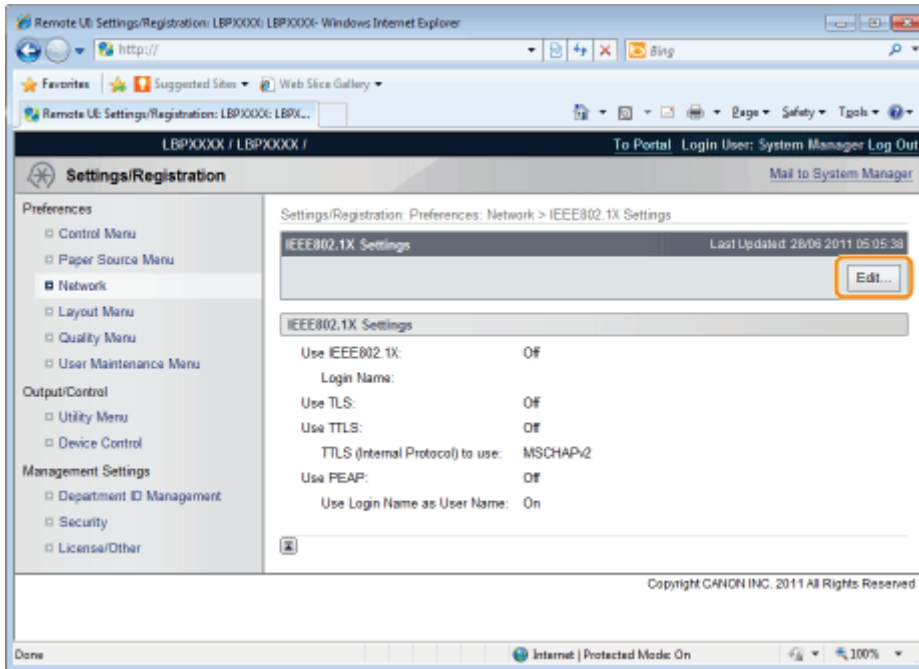 Remote UI: Settings/Registration: LBPXXXX: LBPXXXX- Windows Internet Explorer
http://
Bing
Favorites Suggested Sites Web Slice Gallery
Remote UI: Settings/Registration: LBPXXXX: LBPX...
Page Safety Tools
LBPXXXX / LBPXXXX /
To Portal Login User: System Manager Log Out
Settings/Registration
Mail to System Manager
Preferences
Control Menu
Paper Source Menu
Network
Layout Menu
Quality Menu
User Maintenance Menu
Output/Control
Utility Menu
Device Control
Management Settings
Department ID Management
Security
License/Other
Settings/Registration: Preferences: Network > IEEE802.1X Settings
IEEE802.1X Settings
Last Updated: 28/06 2011 05:05:38
Edit...
IEEE802.1X Settings
Use IEEE802.1X: Off
Login Name:
Use TLS: Off
Use TTLS: Off
TTLS (Internal Protocol) to use: MSCHAPv2
Use PEAP: Off
Use Login Name as User Name: On
Copyright CANON INC. 2011 All Rights Reserved
Done
Internet | Protected Mode: On
100%